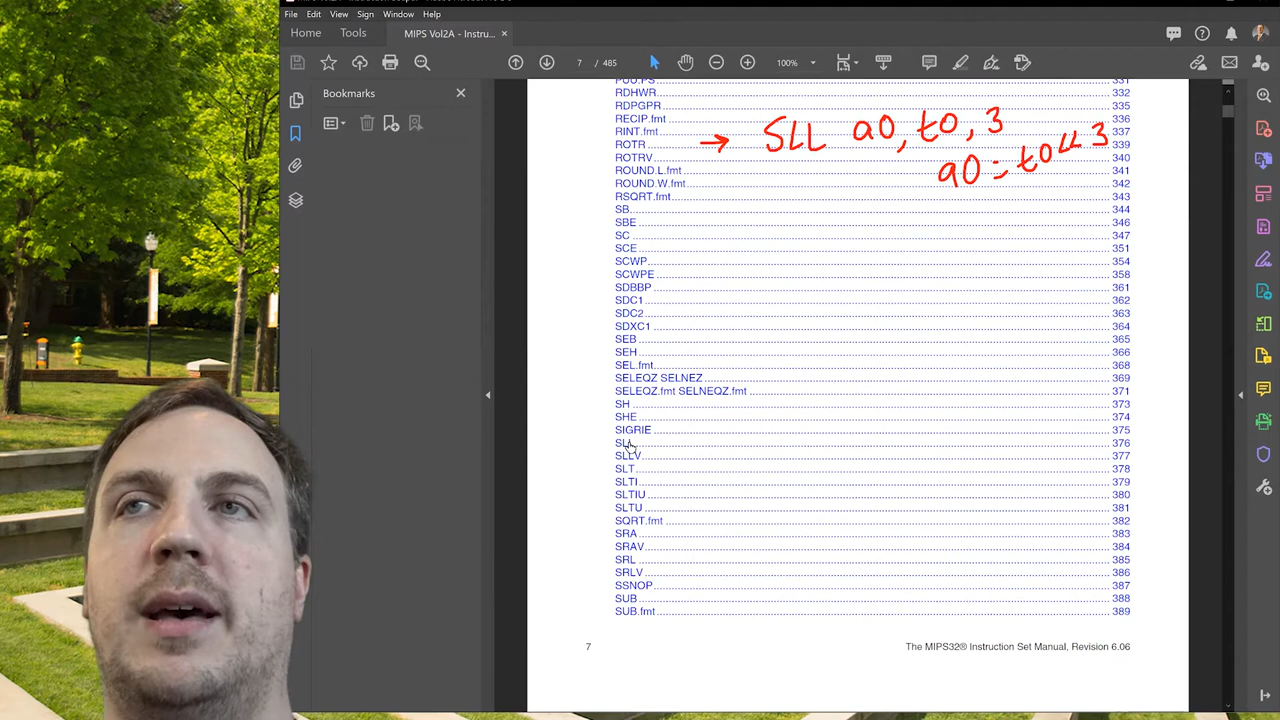 File Edit View Sign Window Help
Home Tools MIPS Vol2A - Instru... ×
7 / 485 100%
Bookmarks
331
RDHWR 332
RDPGPR 335
RECIP.fmt 336
RINT.fmt 337
ROTR 339
ROTRV 340
ROUND.L.fmt 341
ROUND.W.fmt 342
RSQRT.fmt 343
SB 344
SBE 346
SC 347
SCE 351
SCWP 354
SCWPE 358
SDBBP 361
SDC1 362
SDC2 363
SDXC1 364
SEB 365
SEH 366
SEL.fmt 368
SELEQZ SELNEZ 369
SELEQZ.fmt SELNEQZ.fmt 371
SH 373
SHE 374
SIGRIE 375
SLL 376
SLLV 377
SLT 378
SLTI 379
SLTIU 380
SLTU 381
SQRT.fmt 382
SRA 383
SRAV 384
SRL 385
SRLV 386
SSNOP 387
SUB 388
SUB.fmt 389
→ SLL a0, t0, 3
a0 = t0 << 3
7 The MIPS32® Instruction Set Manual, Revision 6.06